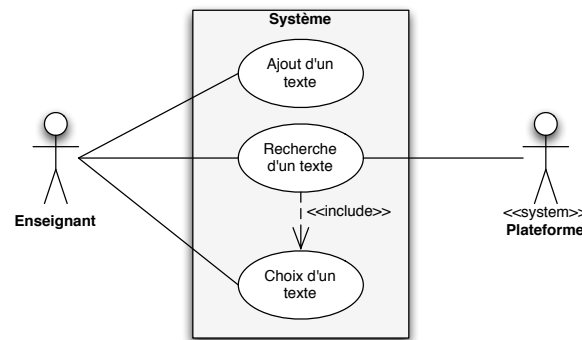 Système
Ajout d'un
texte
Recherche
d'un texte
<<include>>
Choix d'un
texte
Enseignant
<<system>>
Plateforme